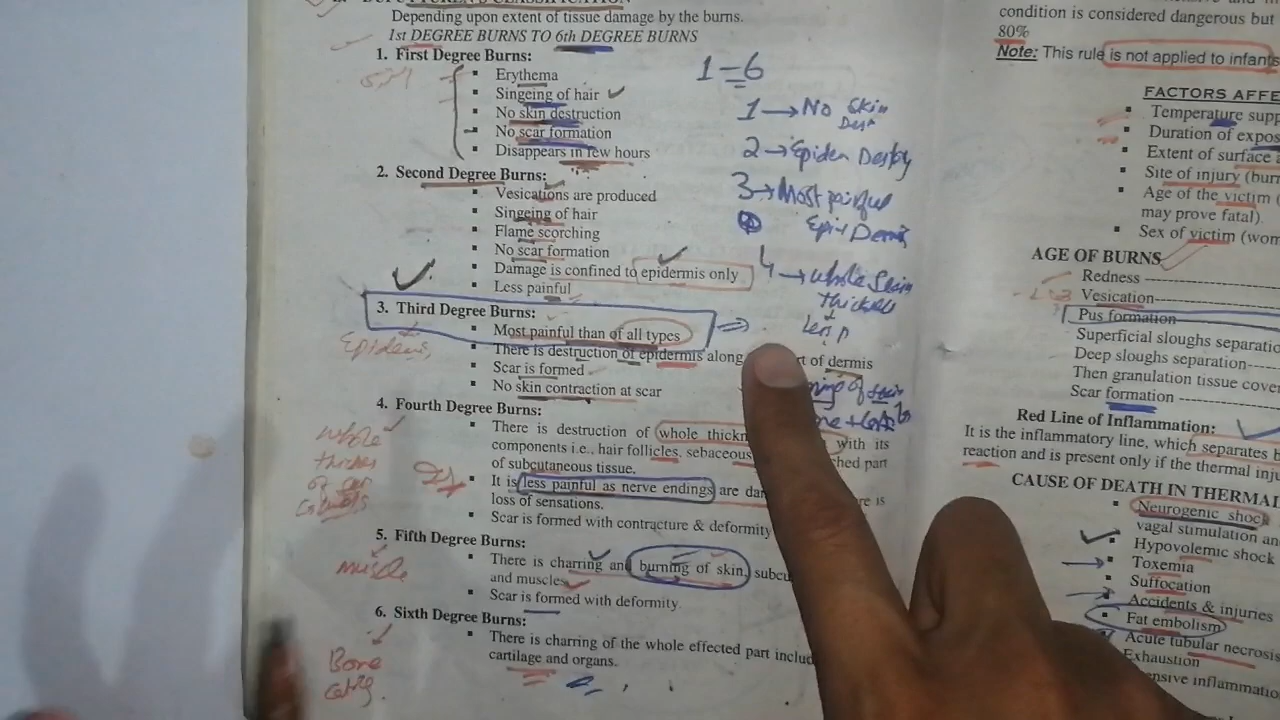 DUPUYTREN'S CLASSIFICATION
Depending upon extent of tissue damage by the burns.
1st DEGREE BURNS TO 6th DEGREE BURNS
1. First Degree Burns:
Erythema
Singeing of hair
No skin destruction
No scar formation
Disappears in few hours
2. Second Degree Burns:
Vesications are produced
Singeing of hair
Flame scorching
No scar formation
Damage is confined to epidermis only
Less painful
3. Third Degree Burns:
Most painful than of all types
There is destruction of epidermis along rt of dermis
Scar is formed
No skin contraction at scar
4. Fourth Degree Burns:
There is destruction of whole thickn with its
components i.e., hair follicles, sebaceous ched part
of subcutaneous tissue.
It is less painful as nerve endings are da re is
loss of sensations.
Scar is formed with contracture & deformity
5. Fifth Degree Burns:
There is charring and burning of skin, subcu
and muscles
Scar is formed with deformity.
6. Sixth Degree Burns:
There is charring of the whole effected part includ
cartilage and organs.
1-6
1 → No Skin
2 → Epiden
3 → Most painful
4 → whole Skin
whole
muscle
Bone
condition is considered dangerous but
80%
Note: This rule is not applied to infants
FACTORS AFFE
Temperature supp
Duration of expos
Extent of surface a
Site of injury (burn
Age of the victim (
may prove fatal).
Sex of victim (wom
AGE OF BURNS
Redness
Vesication
Pus formation
Superficial sloughs separatio
Deep sloughs separation
Then granulation tissue cove
Scar formation
Red Line of Inflammation:
It is the inflammatory line, which separates b
reaction and is present only if the thermal inju
CAUSE OF DEATH IN THERMAL
Neurogenic shock
vagal stimulation an
Hypovolemic shock
Toxemia
Suffocation
Accidents & injuries
Fat embolism
Acute tubular necrosis
Exhaustion
ensive inflammatio